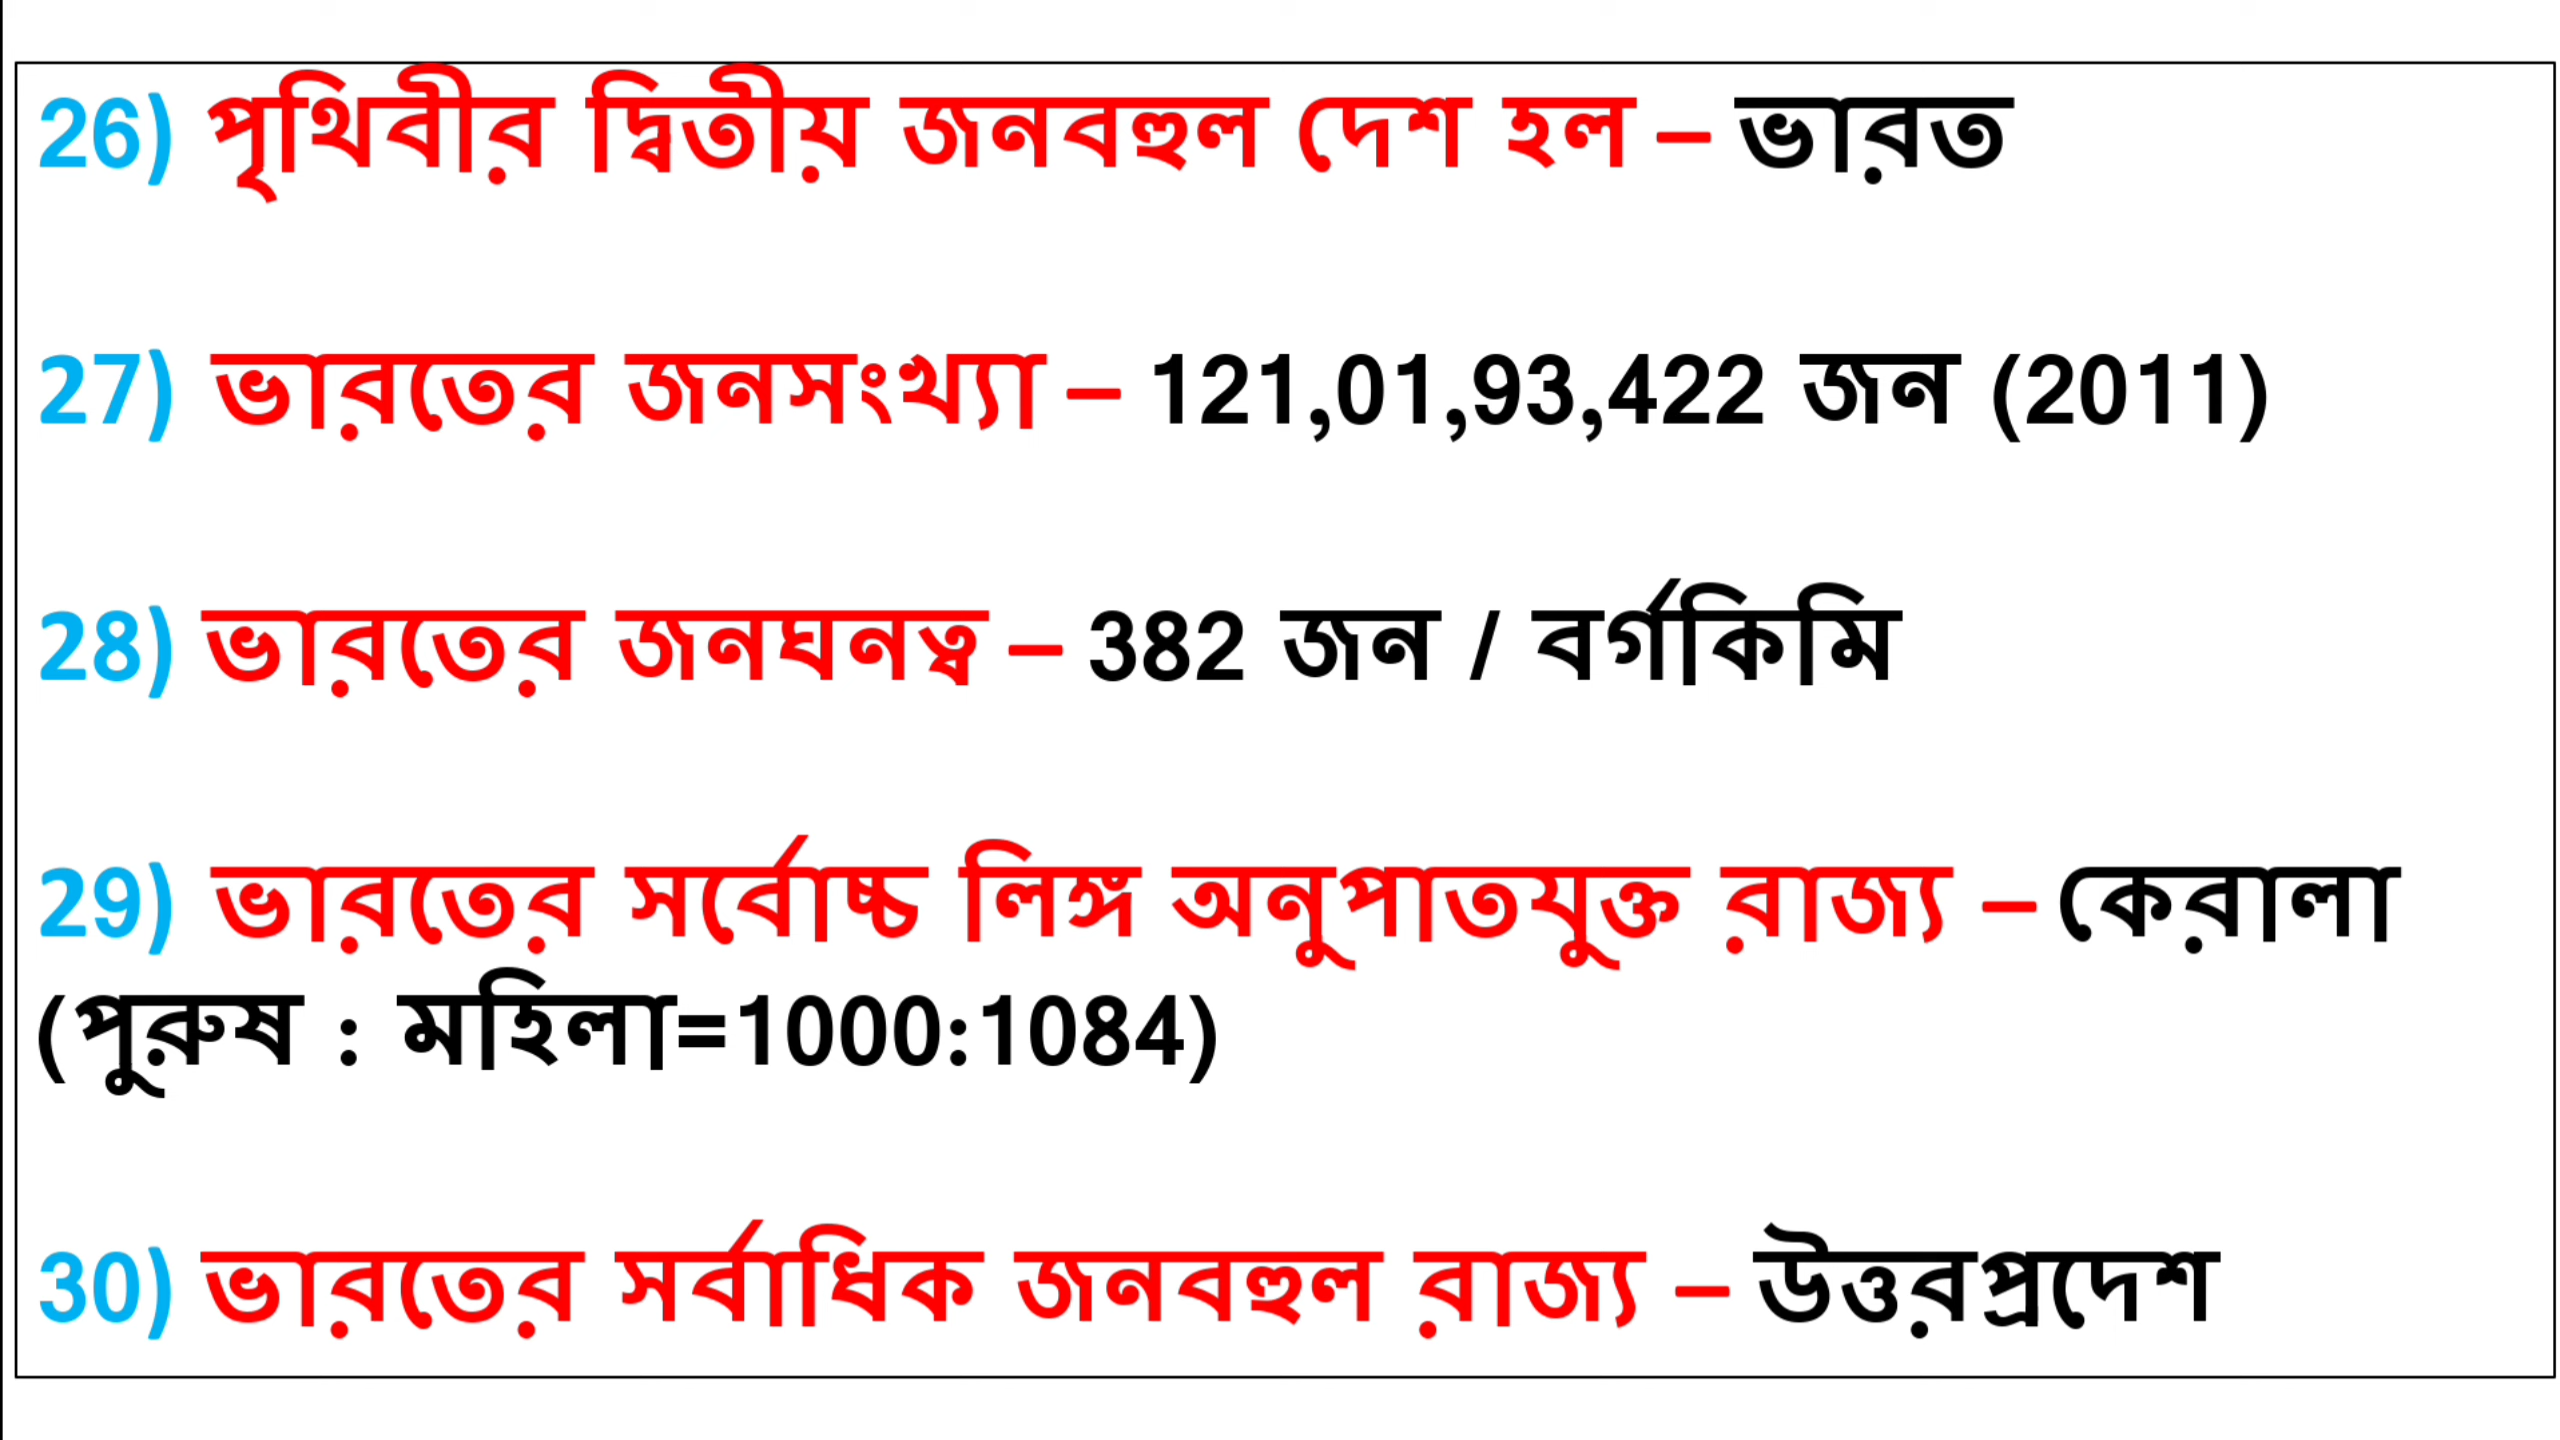 26) পৃথিবীর দ্বিতীয় জনবহুল দেশ হল – ভারত
27) ভারতের জনসংখ্যা – 121,01,93,422 জন (2011)
28) ভারতের জনঘনত্ব – 382 জন / বর্গকিমি
29) ভারতের সর্বোচ্চ লিঙ্গ অনুপাতযুক্ত রাজ্য – কেরালা
(পুরুষ : মহিলা=1000:1084)
30) ভারতের সর্বাধিক জনবহুল রাজ্য – উত্তরপ্রদেশ